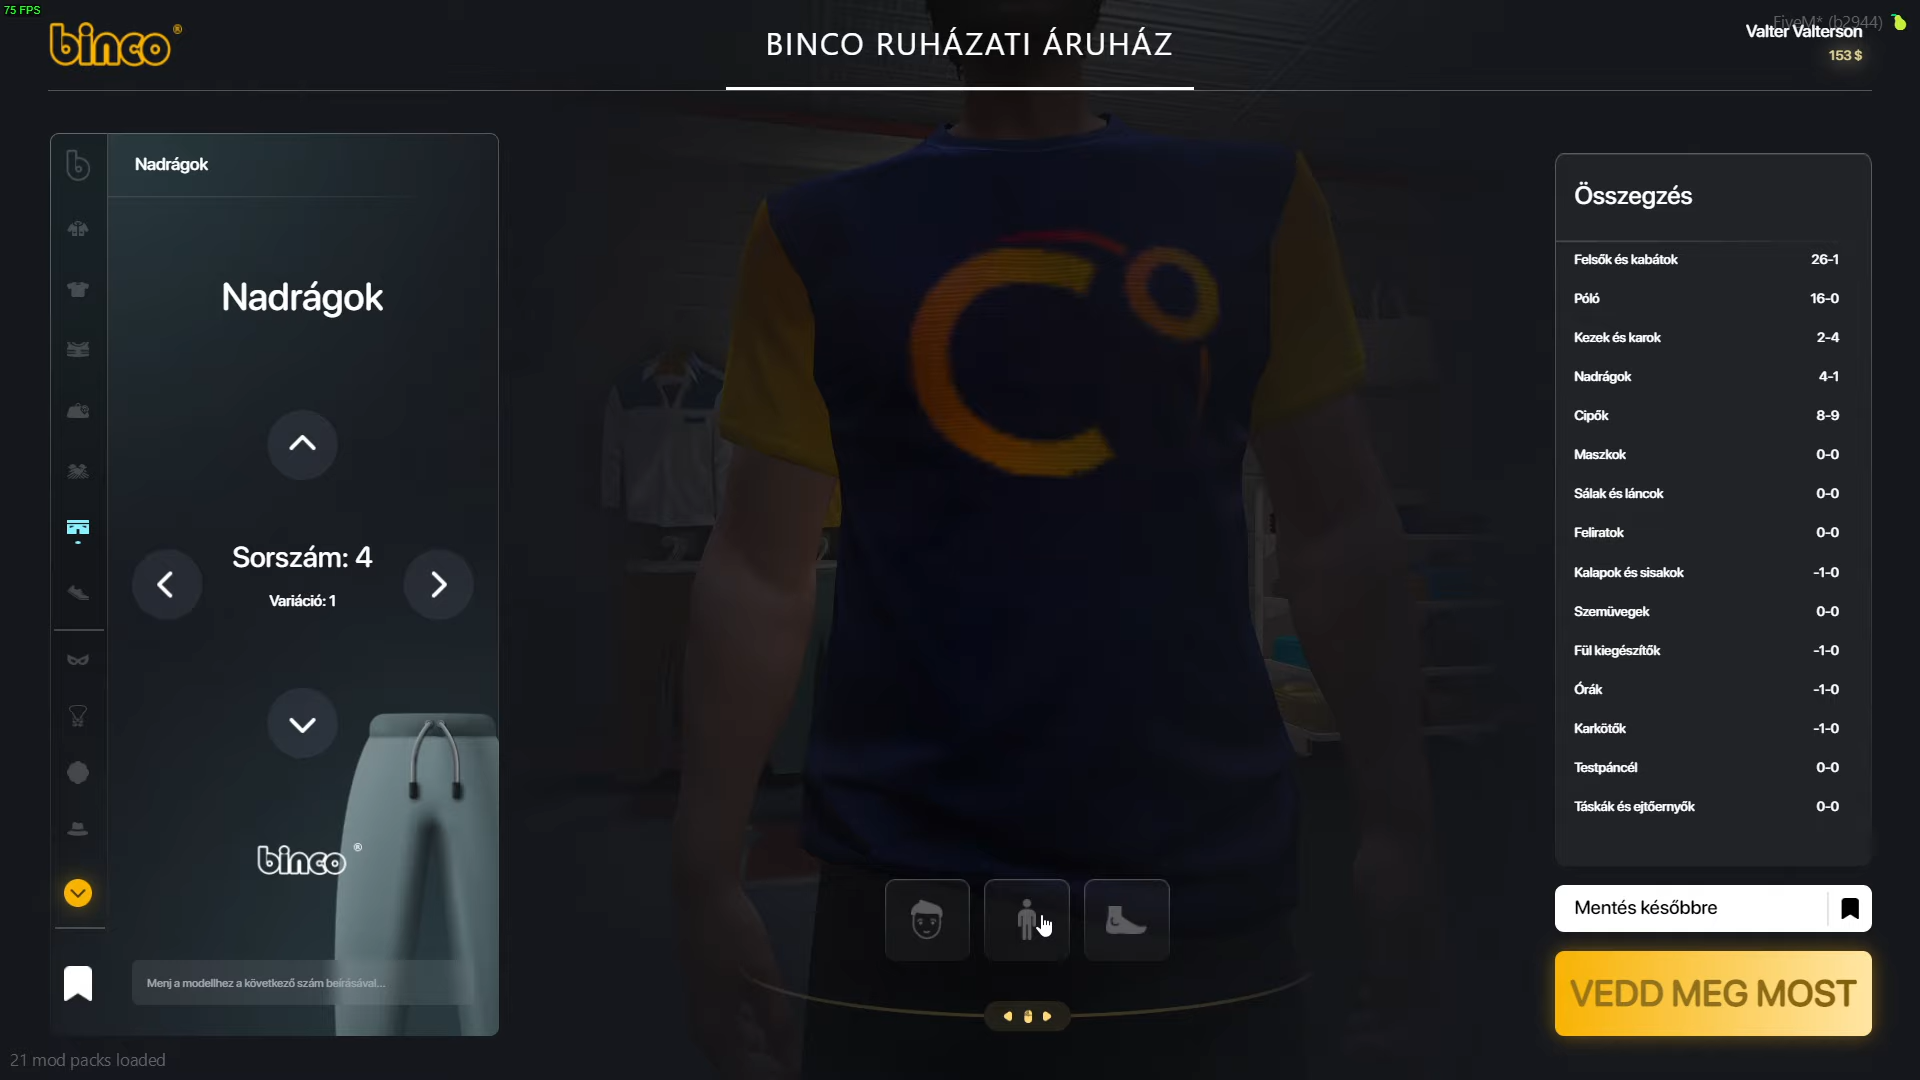 75 FPS
binco®
BINCO RUHÁZATI ÁRUHÁZ
FiveM* (b2944)
Valter Valterson
153 $
Nadrágok
Nadrágok
Sorszám: 4
Variáció: 1
binco®
Menj a modellhez a következő szám beírásával...
Összegzés
Felsők és kabátok 26-1
Póló 16-0
Kezek és karok 2-4
Nadrágok 4-1
Cipők 8-9
Maszkok 0-0
Sálak és láncok 0-0
Feliratok 0-0
Kalapok és sisakok -1-0
Szemüvegek 0-0
Fül kiegészítők -1-0
Órák -1-0
Karkötők -1-0
Testpáncél 0-0
Táskák és ejtőernyők 0-0
Mentés későbbre
VEDD MEG MOST
21 mod packs loaded